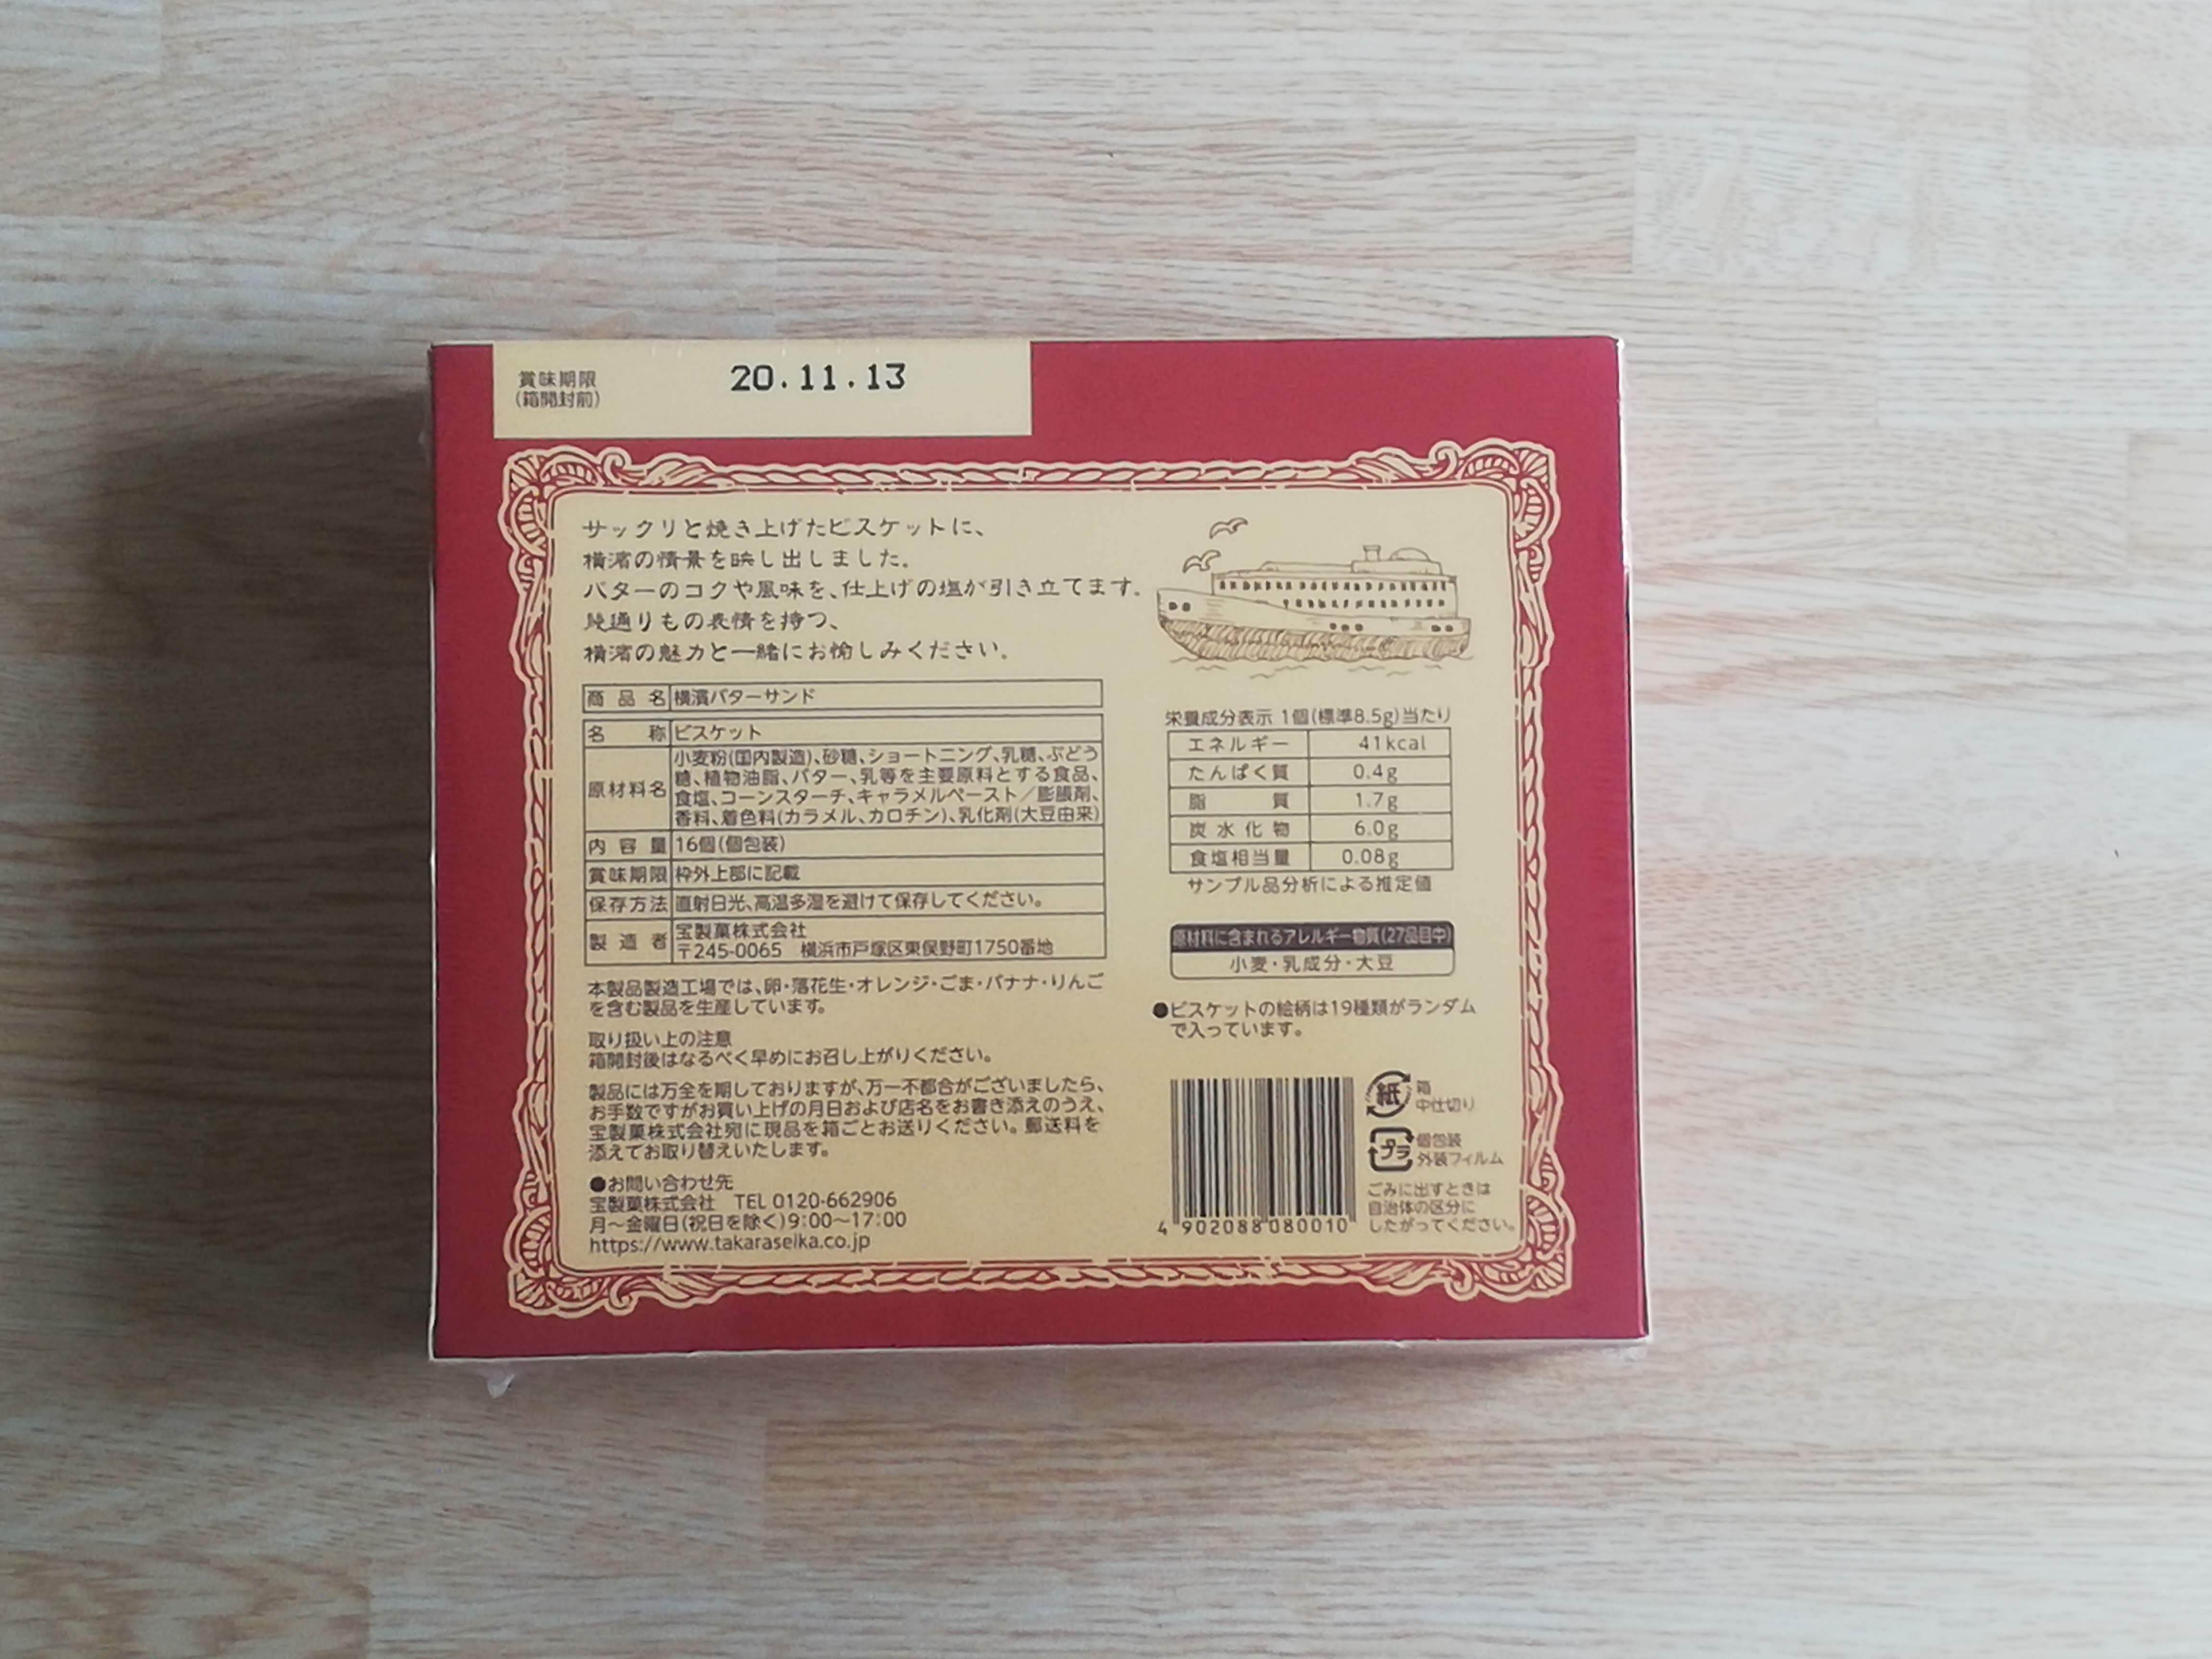 賞味期限
(箱開封前)
20.11.13
サックリと焼き上げたビスケットに、
横濱の情景を映し出しました。
バターのコクや風味を、仕上げの塩が引き立てます。
幾通りもの表情を持つ、
横濱の魅力と一緒にお愉しみください。
商品名 横濱バターサンド
名称 ビスケット
原材料名 小麦粉(国内製造)、砂糖、ショートニング、乳糖、ぶどう
糖、植物油脂、バター、乳等を主要原料とする食品、
食塩、コーンスターチ、キャラメルペースト／膨脹剤、
香料、着色料(カラメル、カロチン)、乳化剤(大豆由来)
内容量 16個(個包装)
賞味期限 枠外上部に記載
保存方法 直射日光、高温多湿を避けて保存してください。
製造者 宝製菓株式会社
〒245-0065 横浜市戸塚区東俣野町1750番地
本製品製造工場では、卵・落花生・オレンジ・ごま・バナナ・りんご
を含む製品を生産しています。
取り扱い上の注意
箱開封後はなるべく早めにお召し上がりください。
製品には万全を期しておりますが、万一不都合がございましたら、
お手数ですがお買い上げの月日および店名をお書き添えのうえ、
宝製菓株式会社宛に現品を箱ごとお送りください。郵送料を
添えてお取り替えいたします。
●お問い合わせ先
宝製菓株式会社 TEL 0120-662906
月～金曜日(祝日を除く)9:00～17:00
https://www.takaraseika.co.jp
栄養成分表示 1個(標準8.5g)当たり
エネルギー 41kcal
たんぱく質 0.4g
脂質 1.7g
炭水化物 6.0g
食塩相当量 0.08g
サンプル品分析による推定値
原材料に含まれるアレルギー物質(27品目中)
小麦・乳成分・大豆
●ビスケットの絵柄は19種類がランダム
で入っています。
4 902088 080010
紙 箱
中仕切り
プラ 個包装
外装フィルム
ごみに出すときは
自治体の区分に
したがってください。